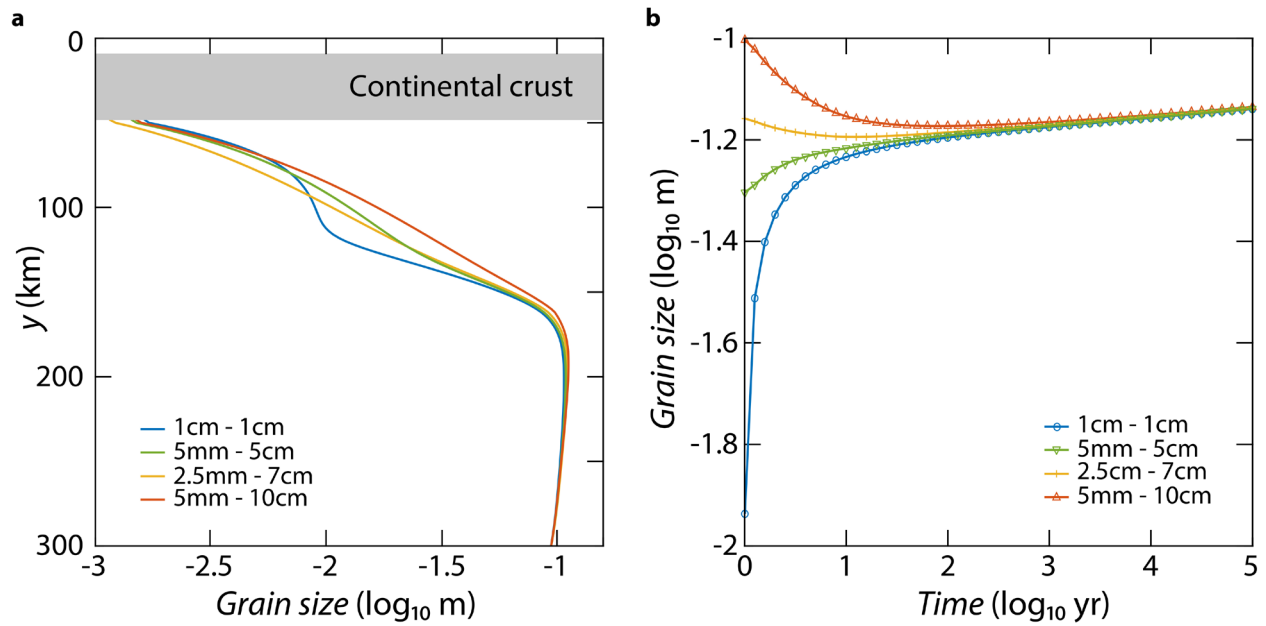 a
0
100
200
300
y (km)
Continental crust
1cm - 1cm
5mm - 5cm
2.5mm - 7cm
5mm - 10cm
-3 -2.5 -2 -1.5 -1
Grain size (log₁₀ m)
b
-1
-1.2
-1.4
-1.6
-1.8
-2
Grain size (log₁₀ m)
1cm - 1cm
5mm - 5cm
2.5cm - 7cm
5mm - 10cm
0 1 2 3 4 5
Time (log₁₀ yr)